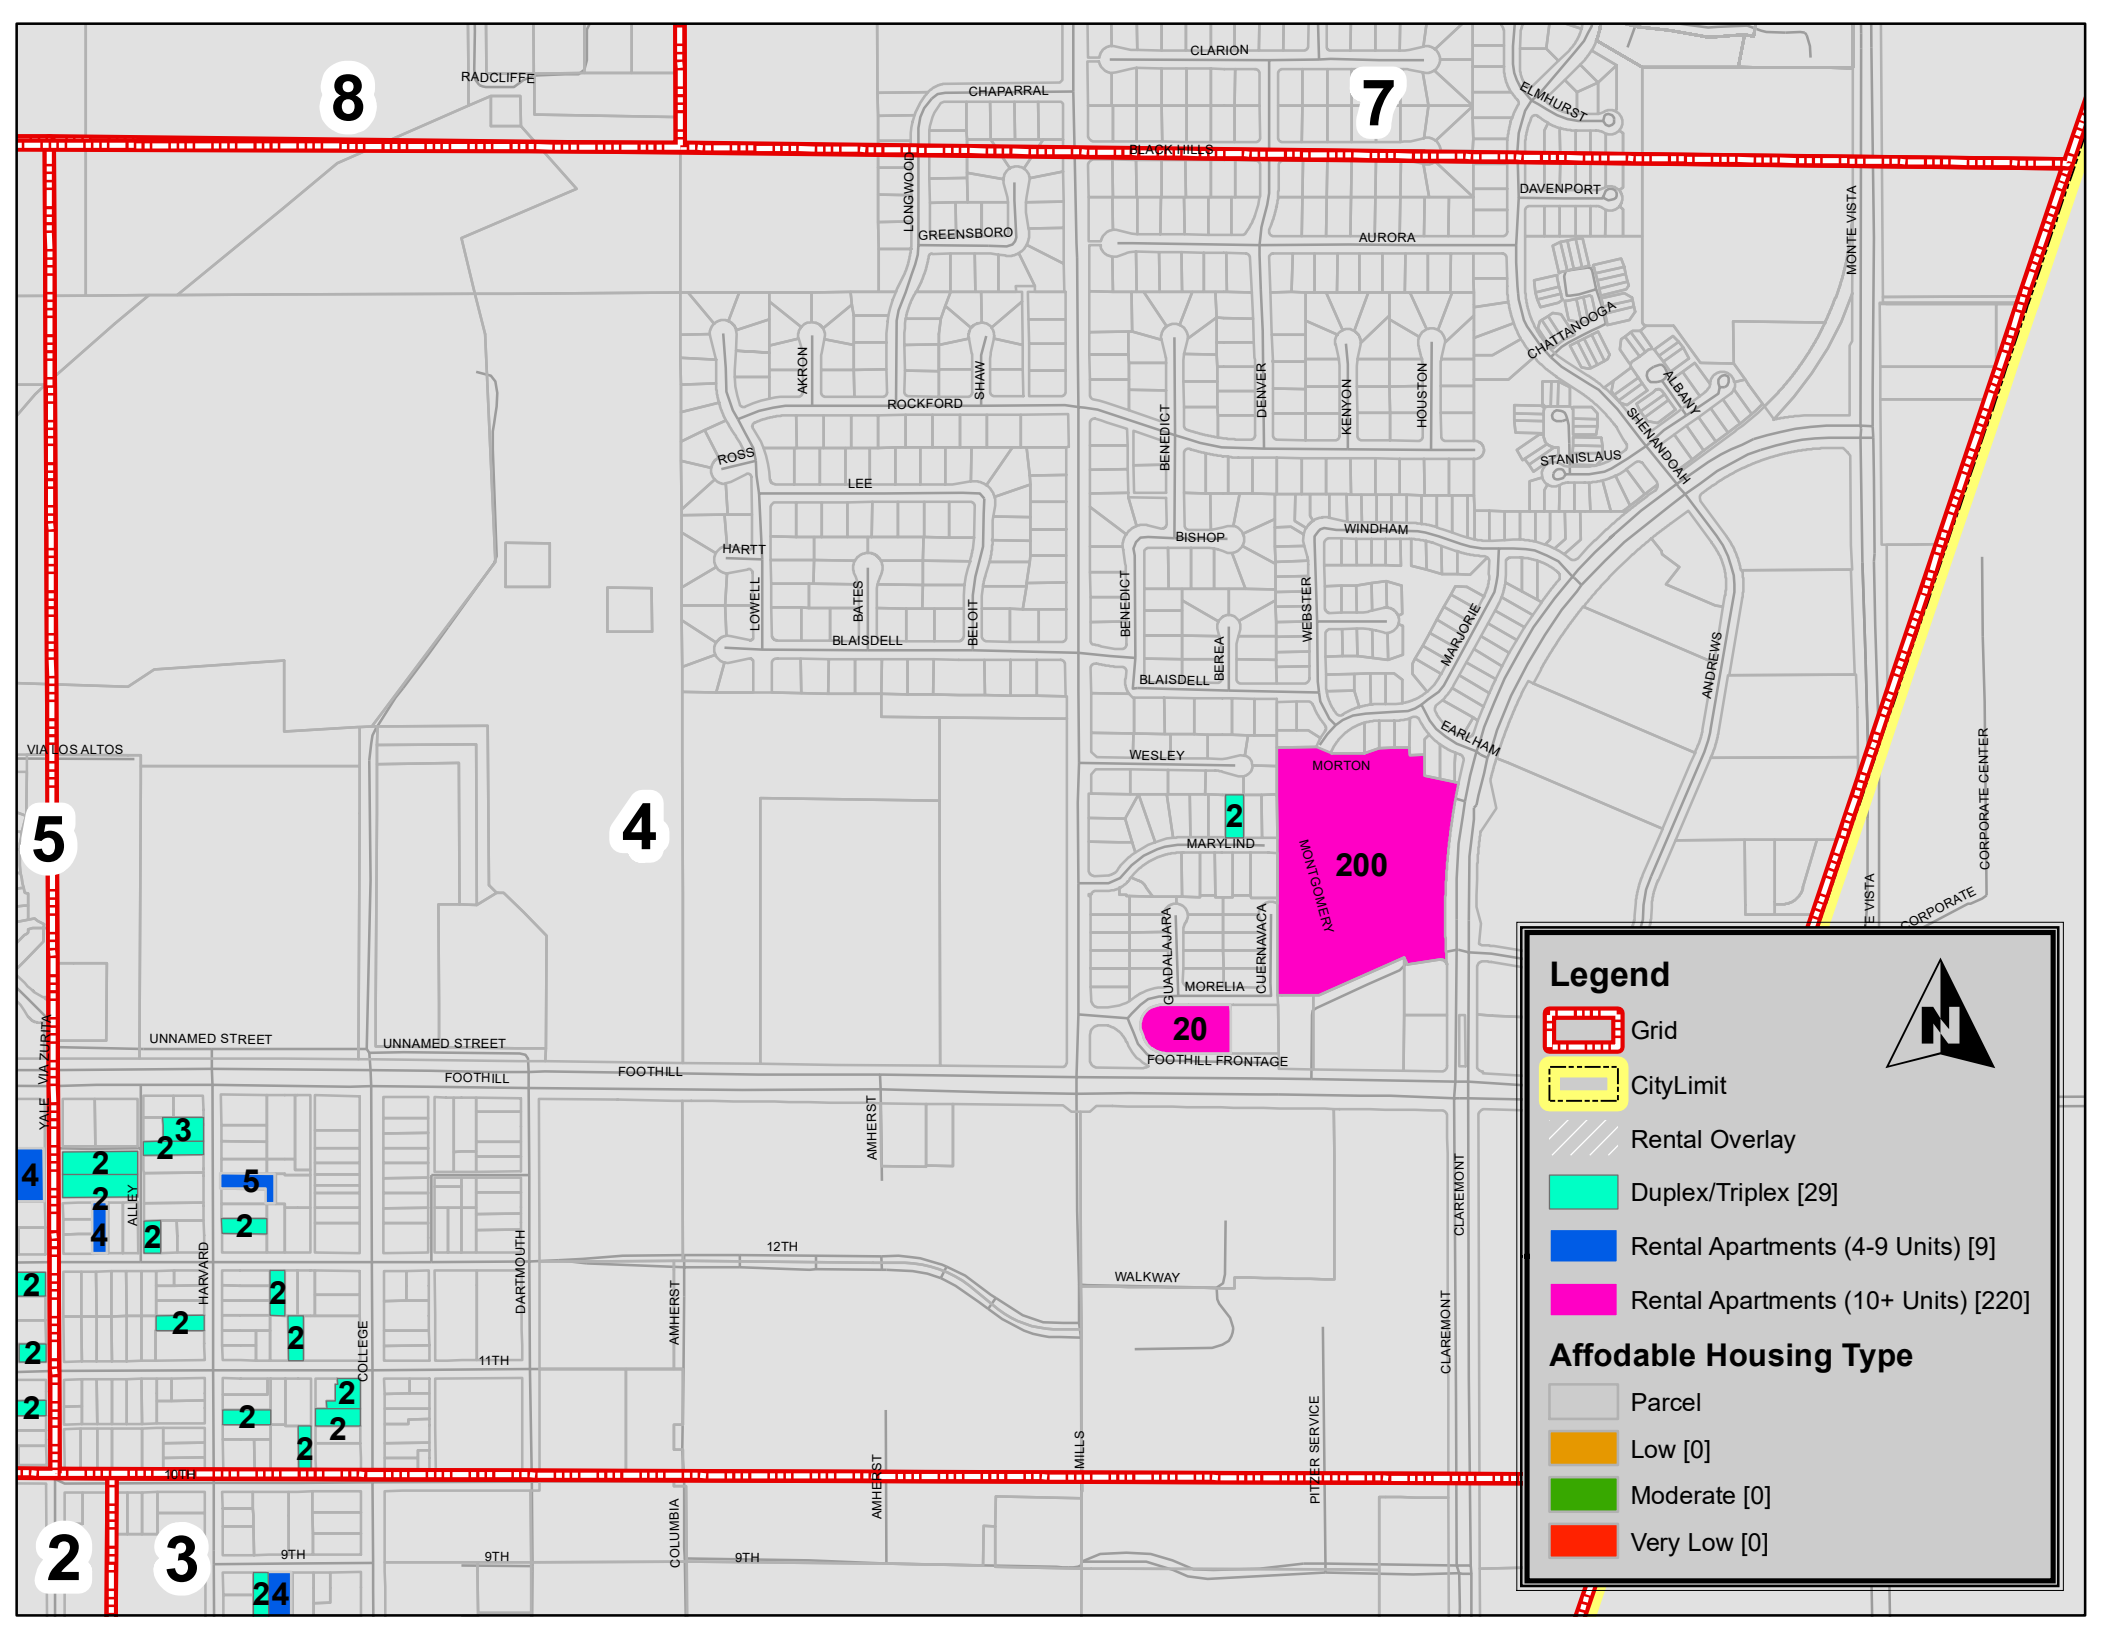 CLARION
RADCLIFFE
8
7
CHAPARRAL
ELMHURST
BLACK HILLS
LONGWOOD
DAVENPORT
MONTE VISTA
GREENSBORO
AURORA
CHATTANOOGA
AKRON
SHAW
DENVER
KENYON
HOUSTON
ALBANY
ROCKFORD
BENEDICT
SHENANDOAH
ROSS
STANISLAUS
LEE
WINDHAM
BISHOP
HARTT
LOWELL
BATES
BELOIT
BENEDICT
WEBSTER
MARJORIE
BLAISDELL
BEREA
ANDREWS
BLAISDELL
EARLHAM
VIA LOS ALTOS
WESLEY
MORTON
CORPORATE CENTER
5
4
2
MARYLIND
MONTGOMERY
200
E VISTA
CORPORATE
GUADALAJARA
CUERNAVACA
MORELIA
20
FOOTHILL FRONTAGE
UNNAMED STREET
UNNAMED STREET
VIA ZURITA
FOOTHILL
FOOTHILL
YALE
AMHERST
3
2
4
2
5
2
ALLEY
4
2
2
CLAREMONT
HARVARD
DARTMOUTH
12TH
WALKWAY
2
2
AMHERST
2
2
CLAREMONT
2
COLLEGE
11TH
2
2
2
2
2
MILLS
PITZER SERVICE
10TH
AMHERST
COLUMBIA
2
3
9TH
9TH
9TH
2
4
Legend
N
Grid
CityLimit
Rental Overlay
Duplex/Triplex [29]
Rental Apartments (4-9 Units) [9]
Rental Apartments (10+ Units) [220]
Affodable Housing Type
Parcel
Low [0]
Moderate [0]
Very Low [0]